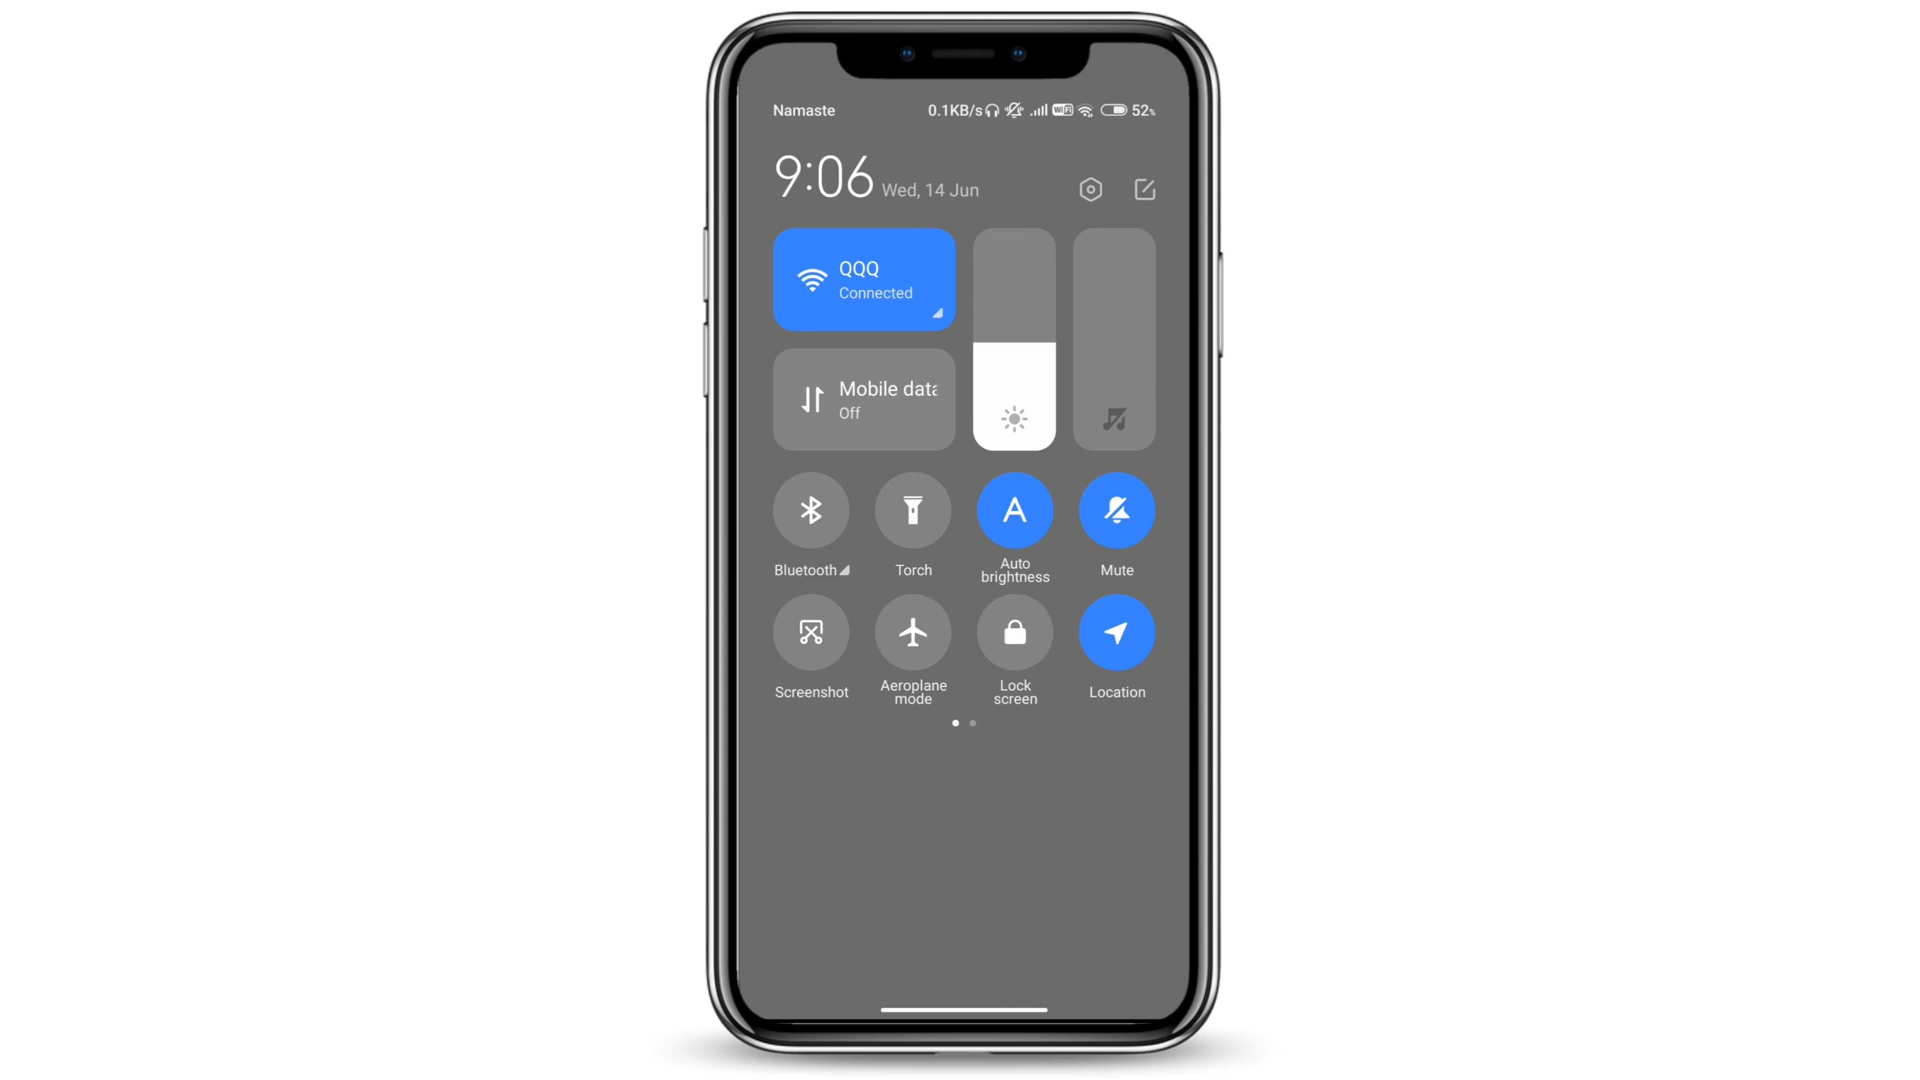 Namaste 0.1KB/s WiFi 52%
9:06 Wed, 14 Jun
QQQ
Connected
Mobile data
Off
A
Bluetooth Torch Auto brightness Mute
Screenshot Aeroplane mode Lock screen Location